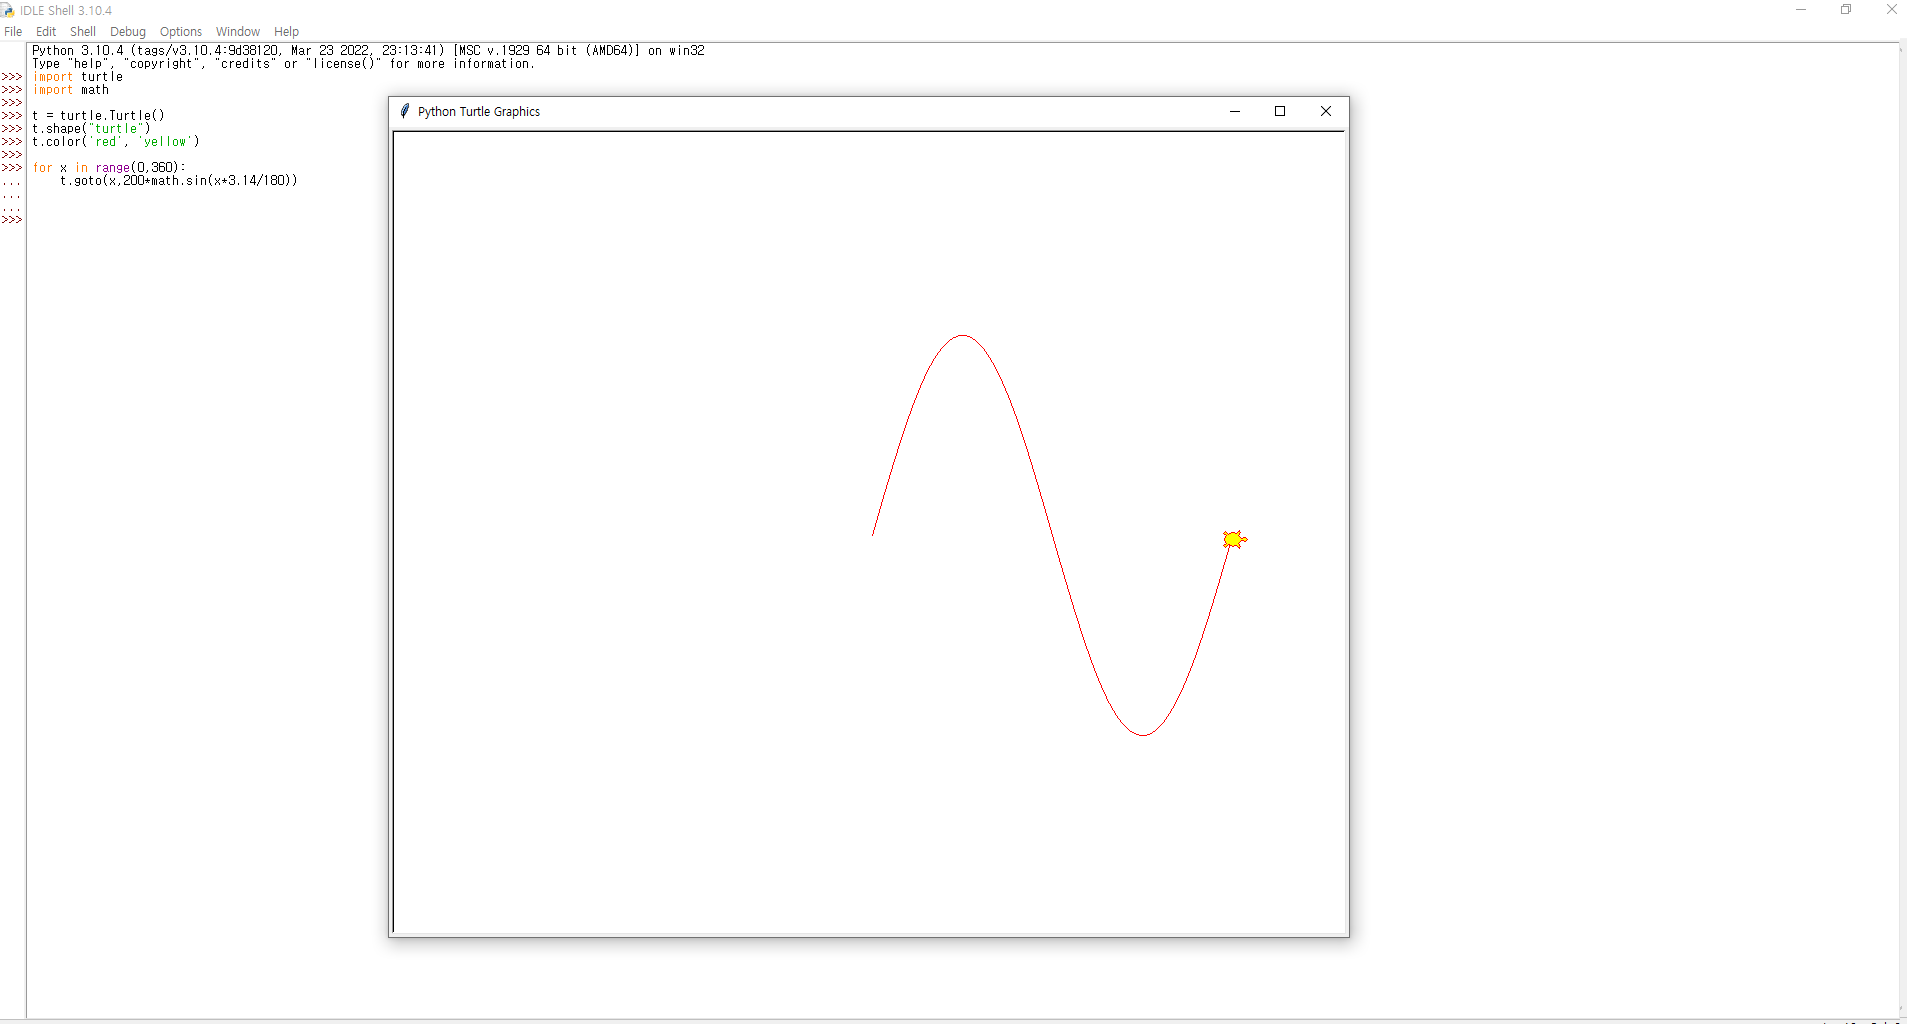 IDLE Shell 3.10.4
File Edit Shell Debug Options Window Help
Python 3.10.4 (tags/v3.10.4:9d38120, Mar 23 2022, 23:13:41) [MSC v.1929 64 bit (AMD64)] on win32
Type "help", "copyright", "credits" or "license()" for more information.
>>> import turtle
>>> import math
>>>
>>> t = turtle.Turtle()
>>> t.shape("turtle")
>>> t.color('red', 'yellow')
>>>
>>> for x in range(0,360):
...     t.goto(x,200*math.sin(x*3.14/180))
...
...
>>>
Python Turtle Graphics